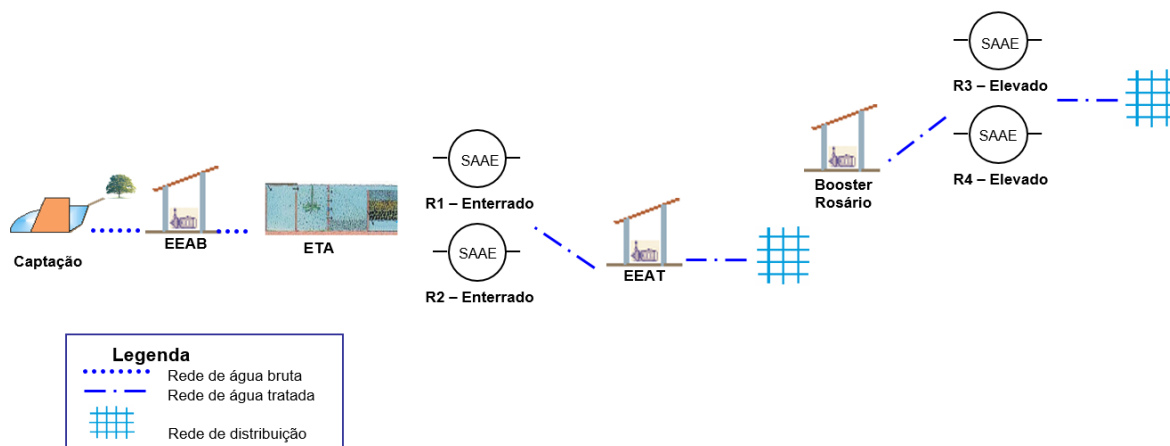 Captação
EEAB
ETA
SAAE
R1 – Enterrado
SAAE
R2 – Enterrado
EEAT
Booster
Rosário
SAAE
R3 – Elevado
SAAE
R4 – Elevado
Legenda
Rede de água bruta
Rede de água tratada
Rede de distribuição